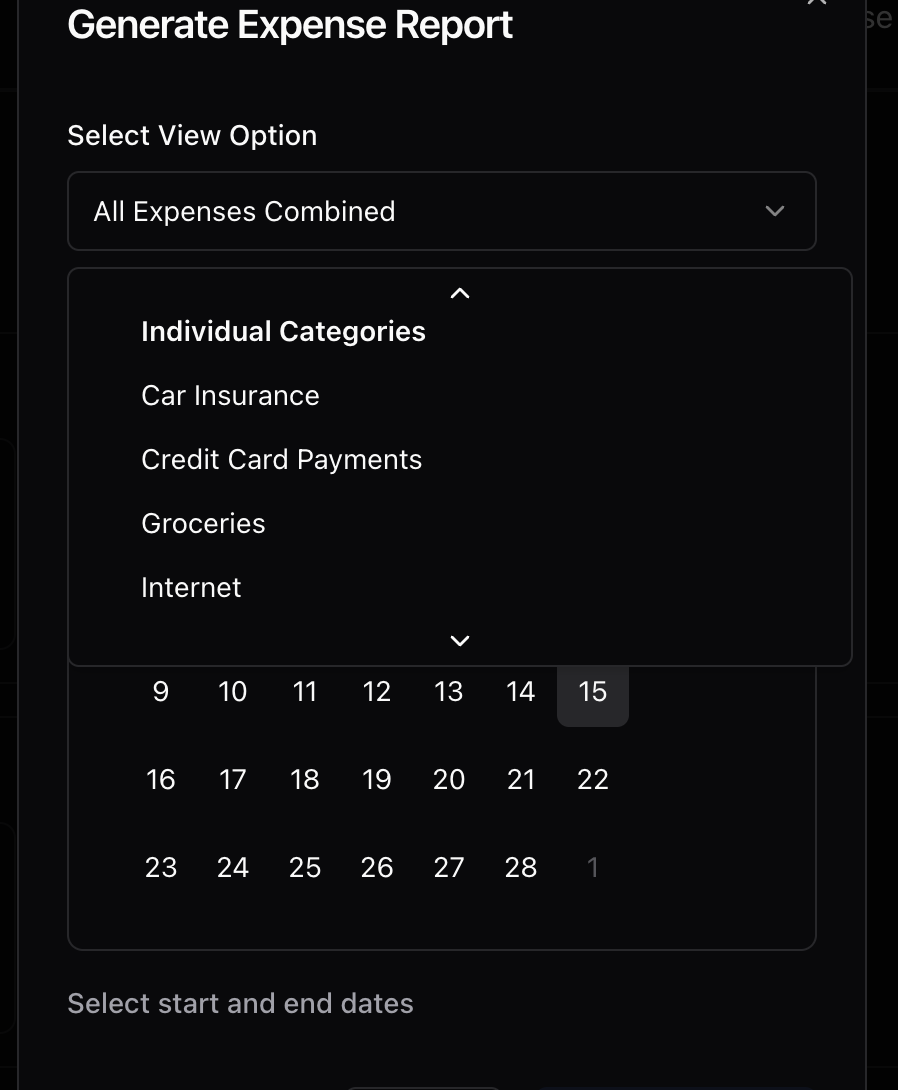 Generate Expense Report
se
Select View Option
All Expenses Combined
Individual Categories
Car Insurance
Credit Card Payments
Groceries
Internet
9 10 11 12 13 14 15
16 17 18 19 20 21 22
23 24 25 26 27 28 1
Select start and end dates